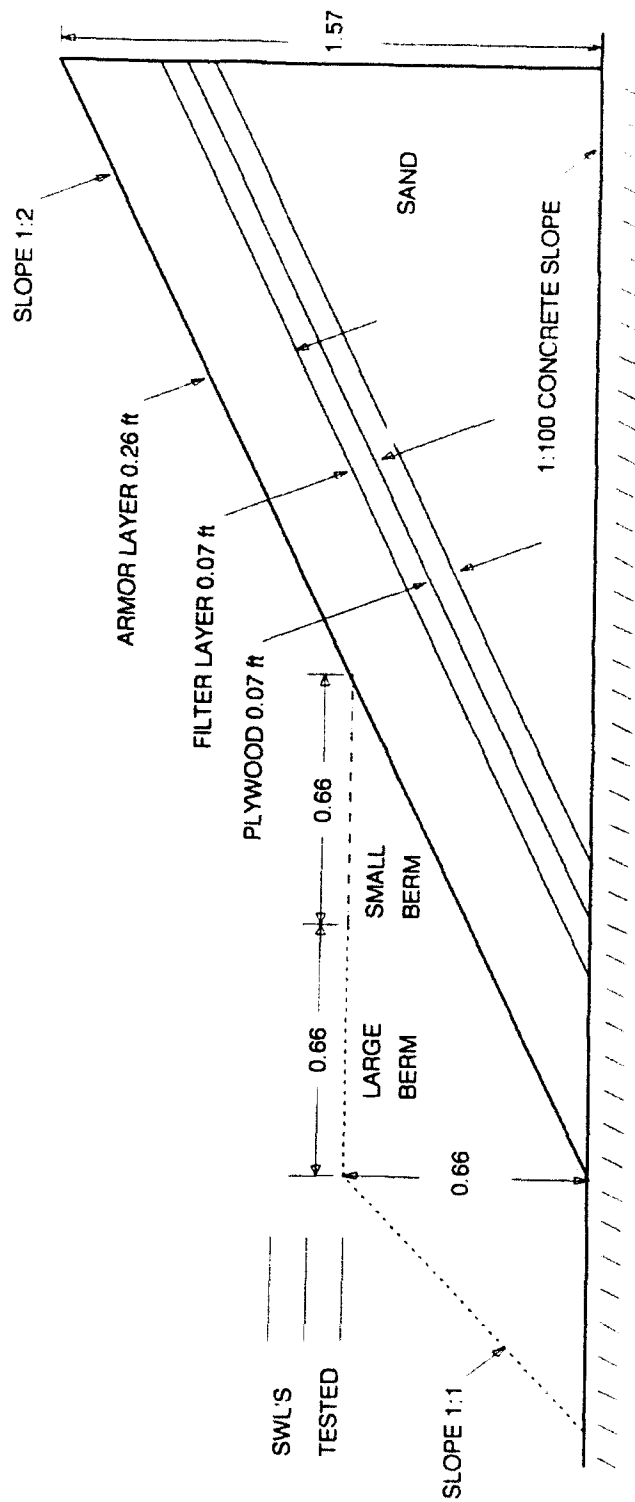 SLOPE 1:2
1.57
ARMOR LAYER 0.26 ft
FILTER LAYER 0.07 ft
PLYWOOD 0.07 ft
SAND
1:100 CONCRETE SLOPE
0.66
0.66
SMALL
BERM
LARGE
BERM
0.66
SWL'S
TESTED
SLOPE 1:1